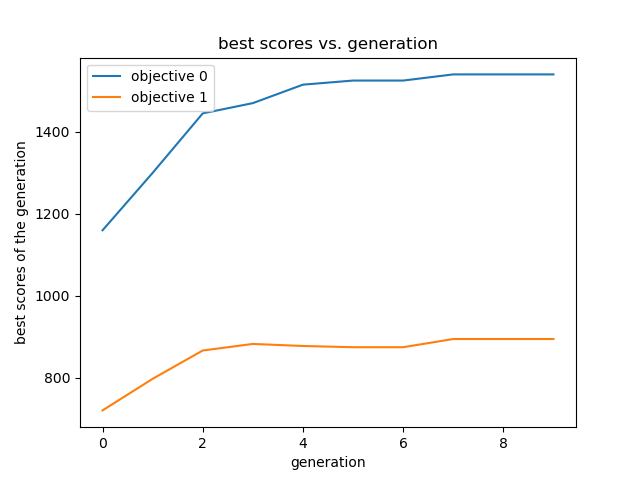 best scores vs. generation
objective 0
objective 1
best scores of the generation
1400
1200
1000
800
0 2 4 6 8
generation